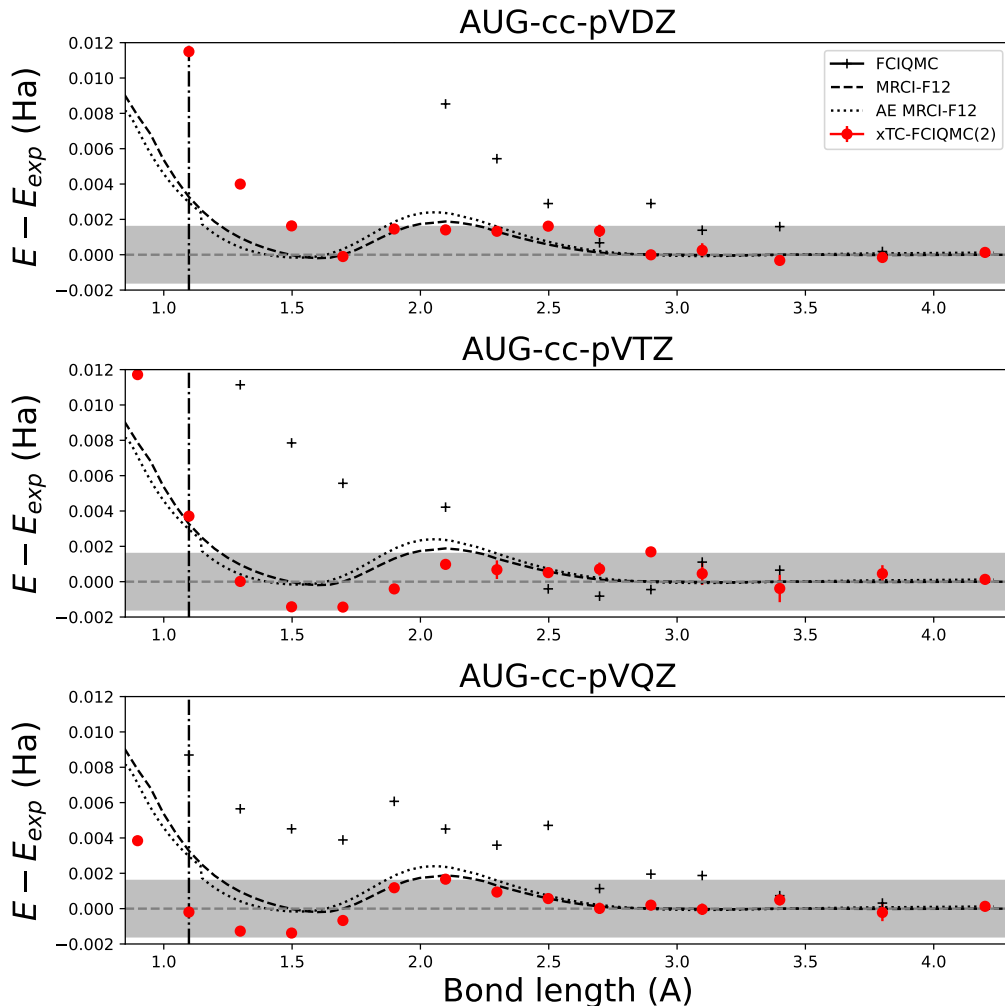 AUG-cc-pVDZ
E − E_exp (Ha)
0.012
0.010
0.008
0.006
0.004
0.002
0.000
−0.002
FCIQMC
MRCI-F12
AE MRCI-F12
xTC-FCIQMC(2)
1.0 1.5 2.0 2.5 3.0 3.5 4.0
AUG-cc-pVTZ
E − E_exp (Ha)
0.012
0.010
0.008
0.006
0.004
0.002
0.000
−0.002
1.0 1.5 2.0 2.5 3.0 3.5 4.0
AUG-cc-pVQZ
E − E_exp (Ha)
0.012
0.010
0.008
0.006
0.004
0.002
0.000
−0.002
1.0 1.5 2.0 2.5 3.0 3.5 4.0
Bond length (A)